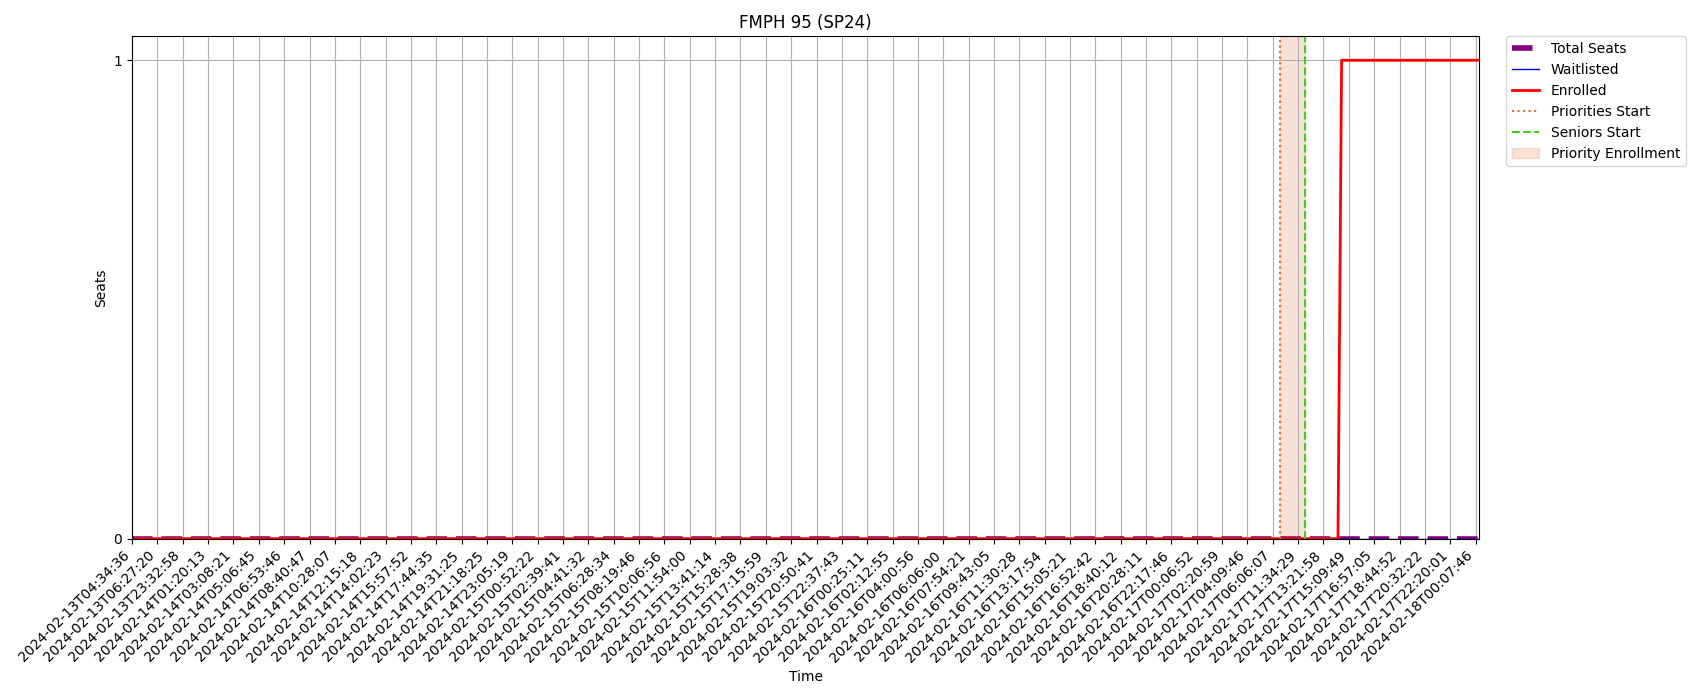 FMPH 95 (SP24)
Total Seats
Waitlisted
Enrolled
Priorities Start
Seniors Start
Priority Enrollment
Seats
1
0
2024-02-13T04:34:36
2024-02-13T06:27:20
2024-02-13T23:32:58
2024-02-14T01:20:13
2024-02-14T03:08:21
2024-02-14T05:06:45
2024-02-14T06:53:46
2024-02-14T08:40:47
2024-02-14T10:28:07
2024-02-14T12:15:18
2024-02-14T14:02:23
2024-02-14T15:57:52
2024-02-14T17:44:35
2024-02-14T19:31:25
2024-02-14T21:18:25
2024-02-14T23:05:19
2024-02-15T00:52:22
2024-02-15T02:39:41
2024-02-15T04:41:32
2024-02-15T06:28:34
2024-02-15T08:19:46
2024-02-15T10:06:56
2024-02-15T11:54:00
2024-02-15T13:41:14
2024-02-15T15:28:38
2024-02-15T17:15:59
2024-02-15T19:03:32
2024-02-15T20:50:41
2024-02-15T22:37:43
2024-02-16T00:25:11
2024-02-16T02:12:55
2024-02-16T04:00:56
2024-02-16T06:06:00
2024-02-16T07:54:21
2024-02-16T09:43:05
2024-02-16T11:30:28
2024-02-16T13:17:54
2024-02-16T15:05:21
2024-02-16T16:52:42
2024-02-16T18:40:12
2024-02-16T20:28:11
2024-02-16T22:17:46
2024-02-17T00:06:52
2024-02-17T02:20:59
2024-02-17T04:09:46
2024-02-17T06:06:07
2024-02-17T11:34:29
2024-02-17T13:21:58
2024-02-17T15:09:49
2024-02-17T16:57:05
2024-02-17T18:44:52
2024-02-17T20:32:22
2024-02-17T22:20:01
2024-02-18T00:07:46
Time